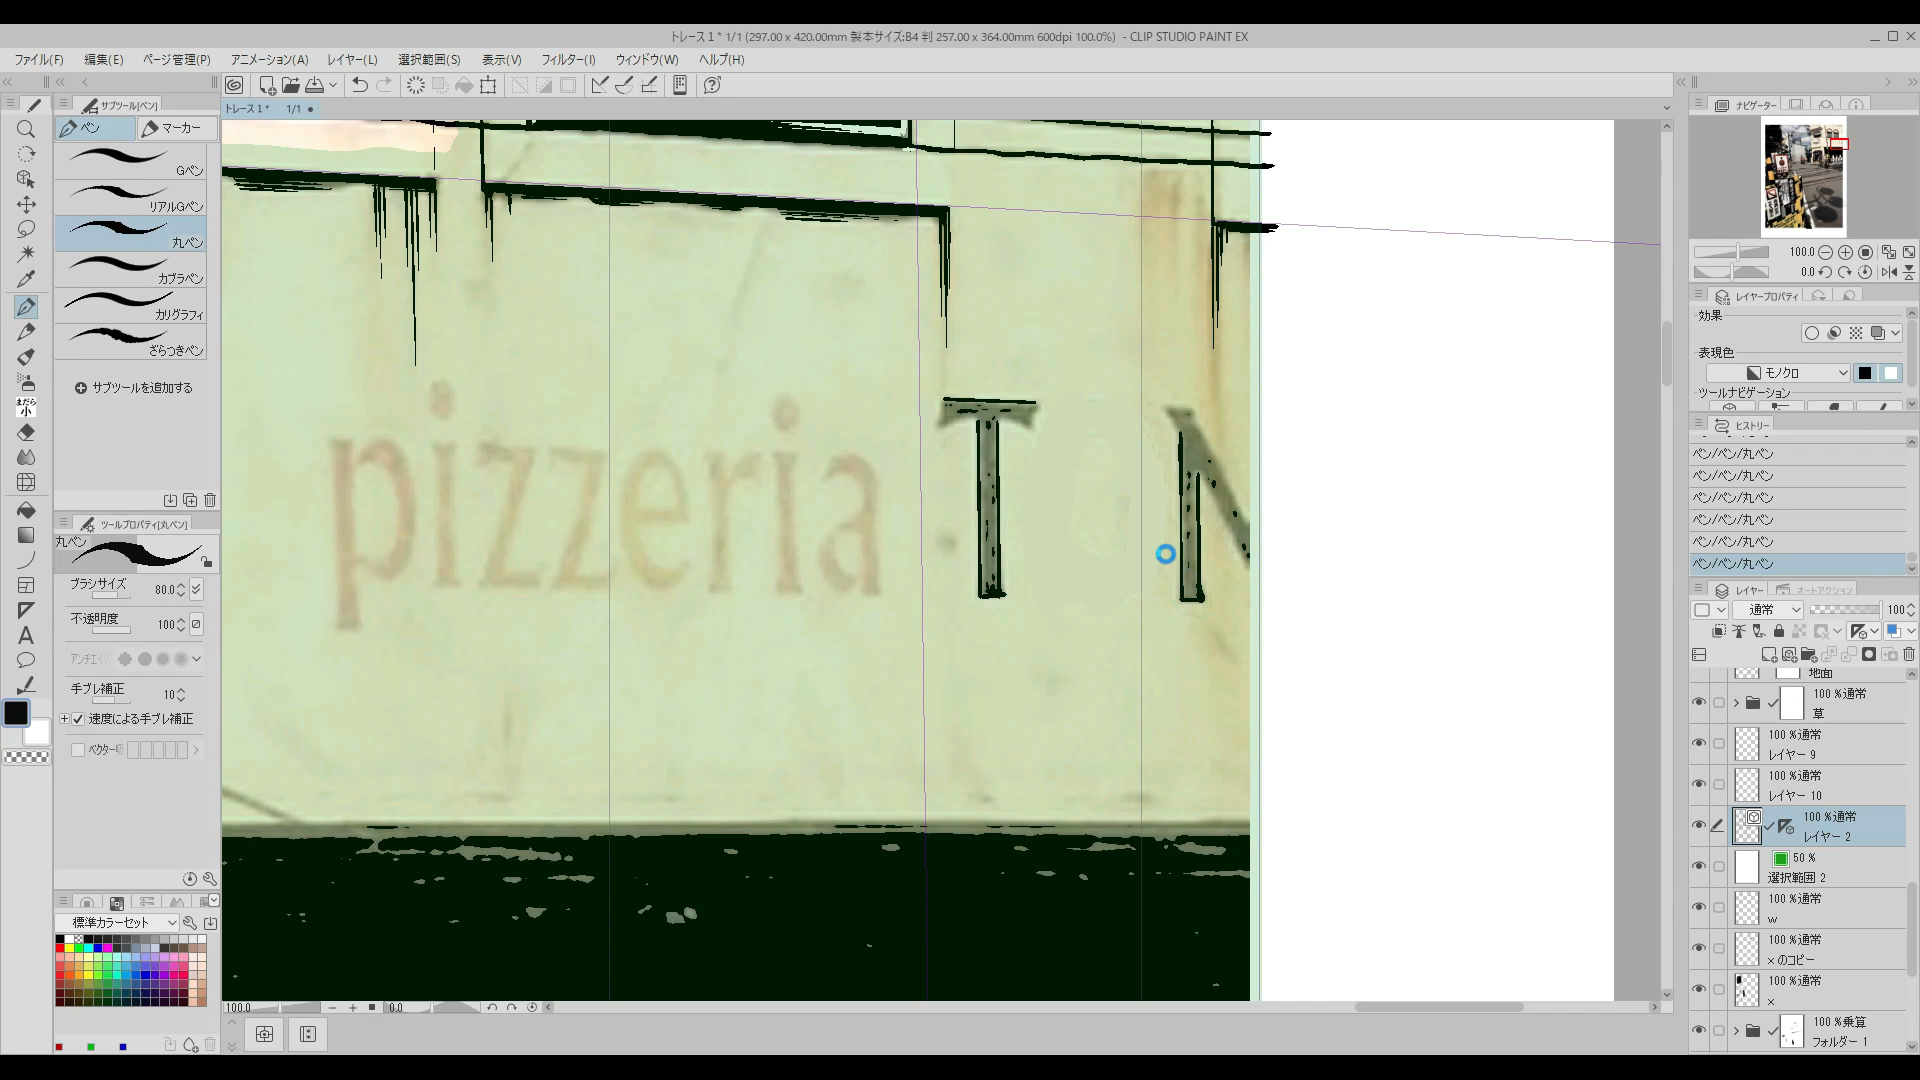 トレース1* 1/1 (297.00 x 420.00mm 製本サイズ:B4 判 257.00 x 364.00mm 600dpi 100.0%) - CLIP STUDIO PAINT EX
ファイル(F) 編集(E) ページ管理(P) アニメーション(A) レイヤー(L) 選択範囲(S) 表示(V) フィルター(I) ウィンドウ(W) ヘルプ(H)
サブツール[ペン]
トレース1* 1/1
ナビゲーター
ペン マーカー
Gペン
リアルGペン
丸ペン
カブラペン
カリグラフィ
ざらつきペン
サブツールを追加する
まだら
小
ツールプロパティ[丸ペン]
丸ペン
ブラシサイズ 80.0
不透明度 100
アンチエイ
手ブレ補正 10
速度による手ブレ補正
ベクター
標準カラーセット
pizzeria
T N
100.0 0.0
100.0
0.0
レイヤープロパティ
効果
表現色
モノクロ
ツールナビゲーション
ヒストリー
ペン/ペン/丸ペン
ペン/ペン/丸ペン
ペン/ペン/丸ペン
ペン/ペン/丸ペン
ペン/ペン/丸ペン
ペン/ペン/丸ペン
レイヤー オートアクション
通常 100
地面
100 %通常
草
100 %通常
レイヤー 9
100 %通常
レイヤー 10
100 %通常
レイヤー 2
50 %
選択範囲 2
100 %通常
w
100 %通常
x のコピー
100 %通常
x
100 %乗算
フォルダー 1